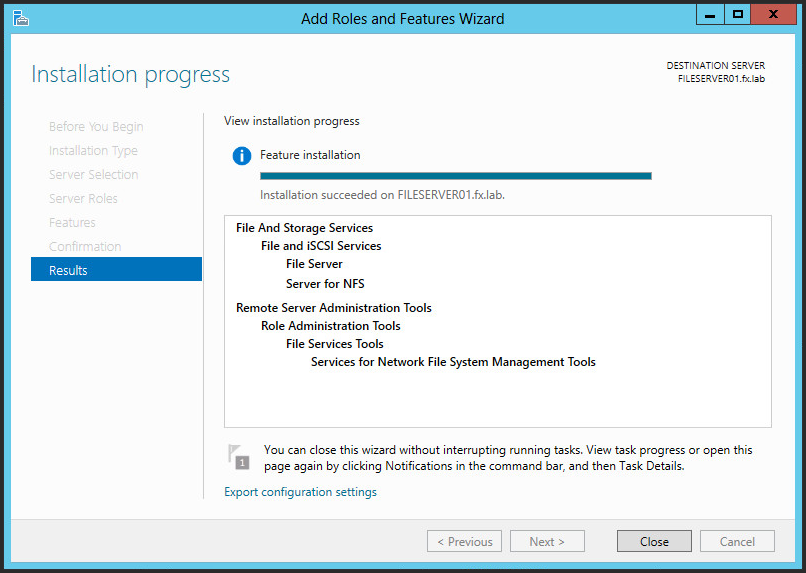 Add Roles and Features Wizard
Installation progress
DESTINATION SERVER
FILESERVER01.fx.lab
Before You Begin
Installation Type
Server Selection
Server Roles
Features
Confirmation
Results
View installation progress
Feature installation
Installation succeeded on FILESERVER01.fx.lab.
File And Storage Services
File and iSCSI Services
File Server
Server for NFS
Remote Server Administration Tools
Role Administration Tools
File Services Tools
Services for Network File System Management Tools
1
You can close this wizard without interrupting running tasks. View task progress or open this
page again by clicking Notifications in the command bar, and then Task Details.
Export configuration settings
< Previous
Next >
Close
Cancel